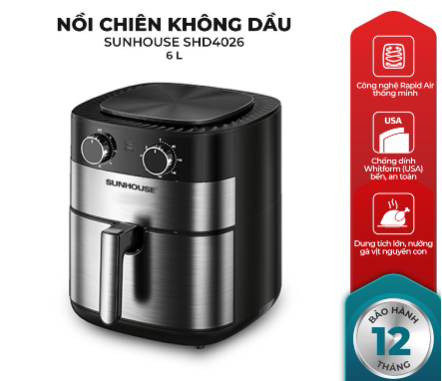 NỒI CHIÊN KHÔNG DẦU
SUNHOUSE SHD4026
6 L
SUNHOUSE
Công nghệ Rapid Air
thông minh
USA
Chống dính
Whitform (USA)
bền, an toàn
Dung tích lớn, nướng
gà vịt nguyên con
BẢO HÀNH
12
THÁNG